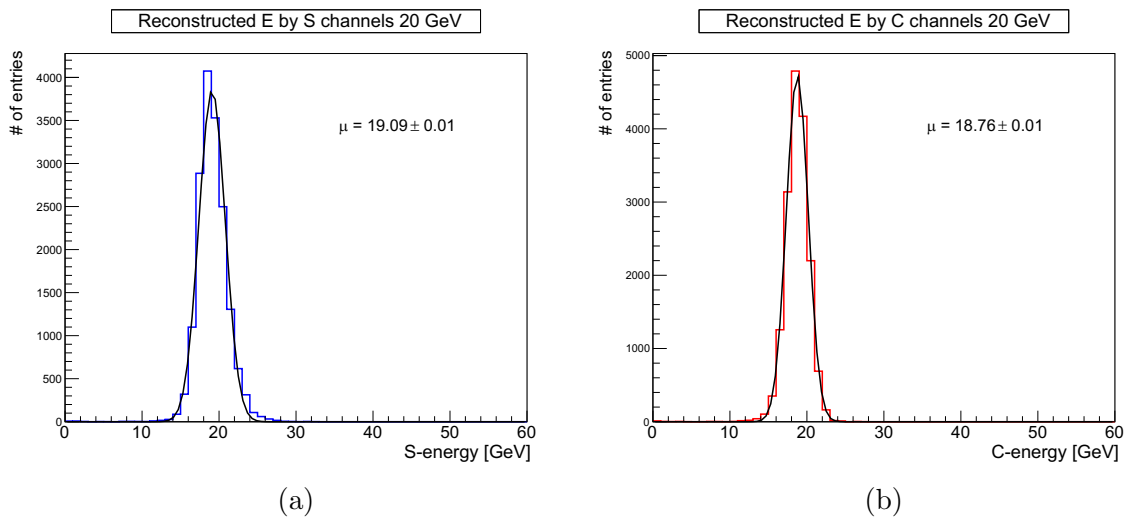 Reconstructed E by S channels 20 GeV
# of entries
4000
3500
3000
2500
2000
1500
1000
500
0
μ = 19.09 ± 0.01
0 10 20 30 40 50 60
S-energy [GeV]
(a)
Reconstructed E by C channels 20 GeV
# of entries
5000
4000
3000
2000
1000
0
μ = 18.76 ± 0.01
0 10 20 30 40 50 60
C-energy [GeV]
(b)